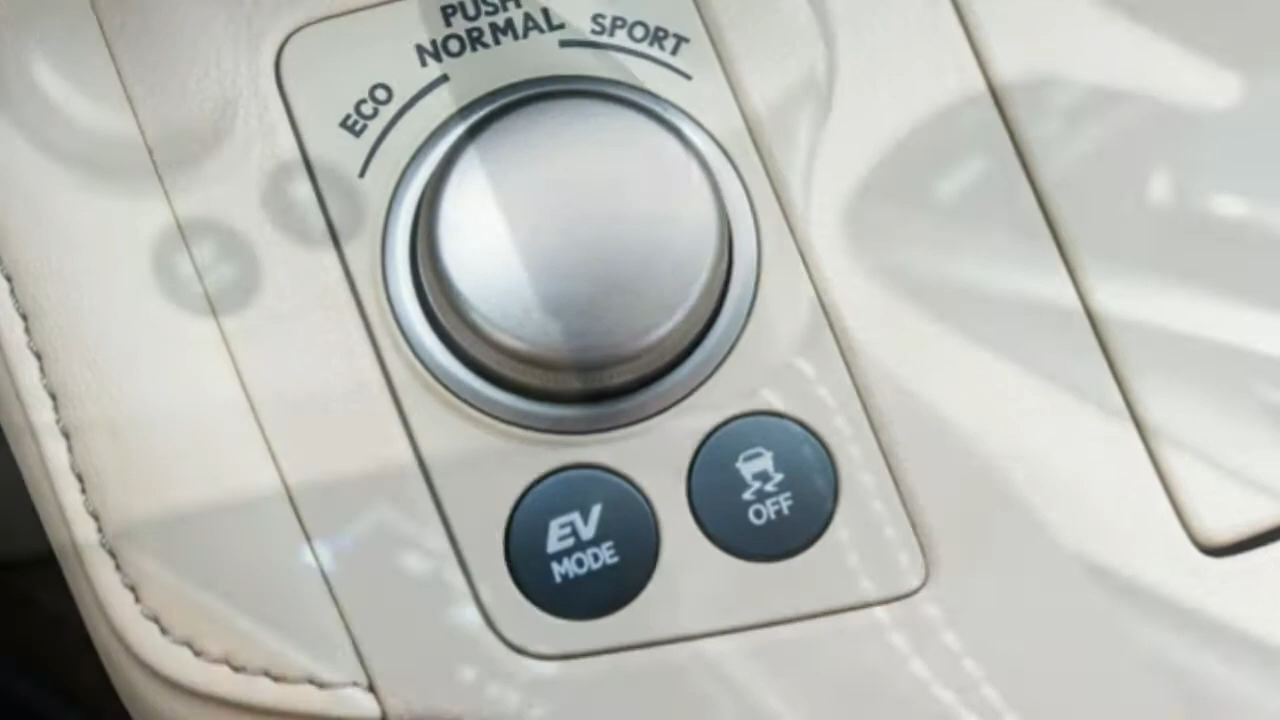 PUSH
NORMAL
SPORT
ECO
EV
MODE
OFF